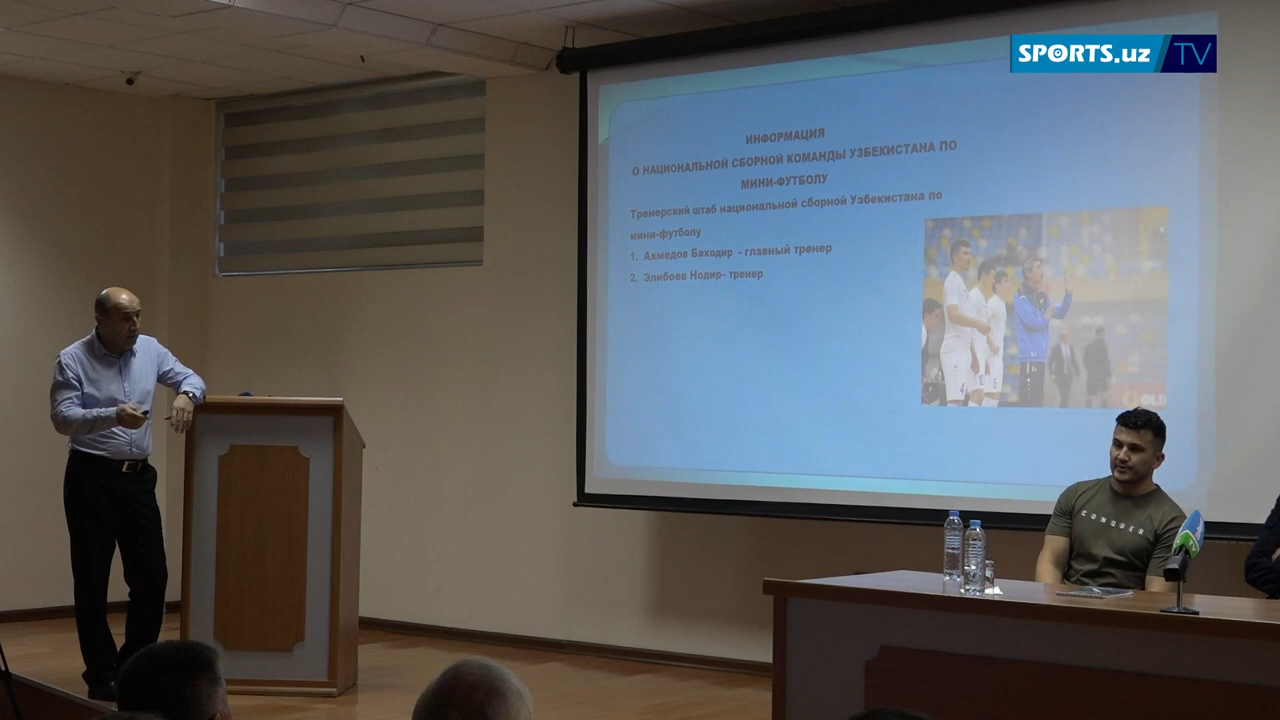 SPORTS.uz TV
ИНФОРМАЦИЯ
О НАЦИОНАЛЬНОЙ СБОРНОЙ КОМАНДЫ УЗБЕКИСТАНА ПО
МИНИ-ФУТБОЛУ
Тренерский штаб национальной сборной Узбекистана по
мини-футболу
1. Ахмедов Баходир - главный тренер
2. Элибоев Нодир- тренер
OLI
CONQUER